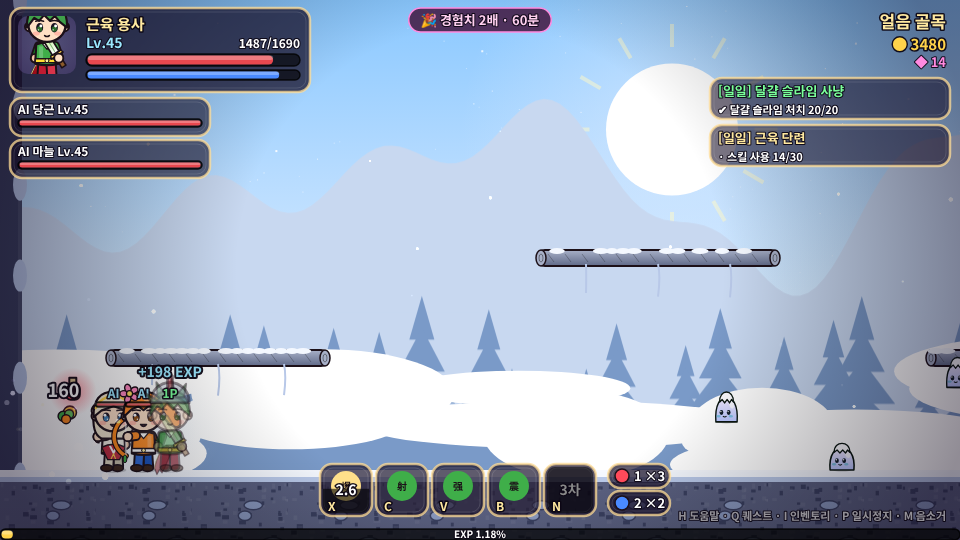 근육 용사
Lv.45
1487/1690
AI 당근 Lv.45
AI 마늘 Lv.45
🎉 경험치 2배 · 60분
얼음 골목
3480
14
[일일] 달걀 슬라임 사냥
✔ 달걀 슬라임 처치 20/20
[일일] 근육 단련
· 스킬 사용 14/30
+198 EXP
160
AI
AI
1P
2.6
X
射
C
强
V
震
B
3차
N
1 ×3
2 ×2
H 도움말 · Q 퀘스트 · I 인벤토리 · P 일시정지 · M 음소거
EXP 1.18%